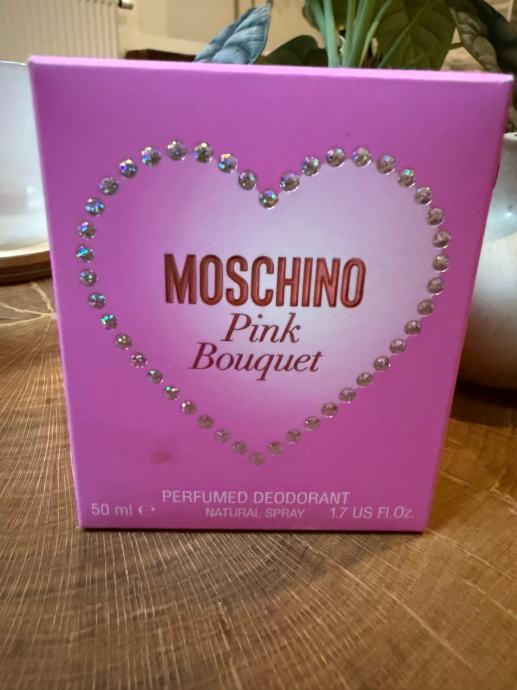 MOSCHINO
Pink
Bouquet
PERFUMED DEODORANT
50 ml ℮ NATURAL SPRAY 1.7 US Fl.Oz.